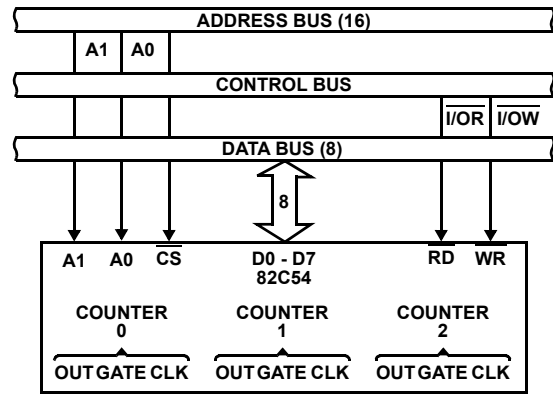 ADDRESS BUS (16)
A1 A0
CONTROL BUS
I/OR I/OW
DATA BUS (8)
8
A1 A0 CS D0 - D7 RD WR
82C54
COUNTER COUNTER COUNTER
0 1 2
OUT GATE CLK OUT GATE CLK OUT GATE CLK